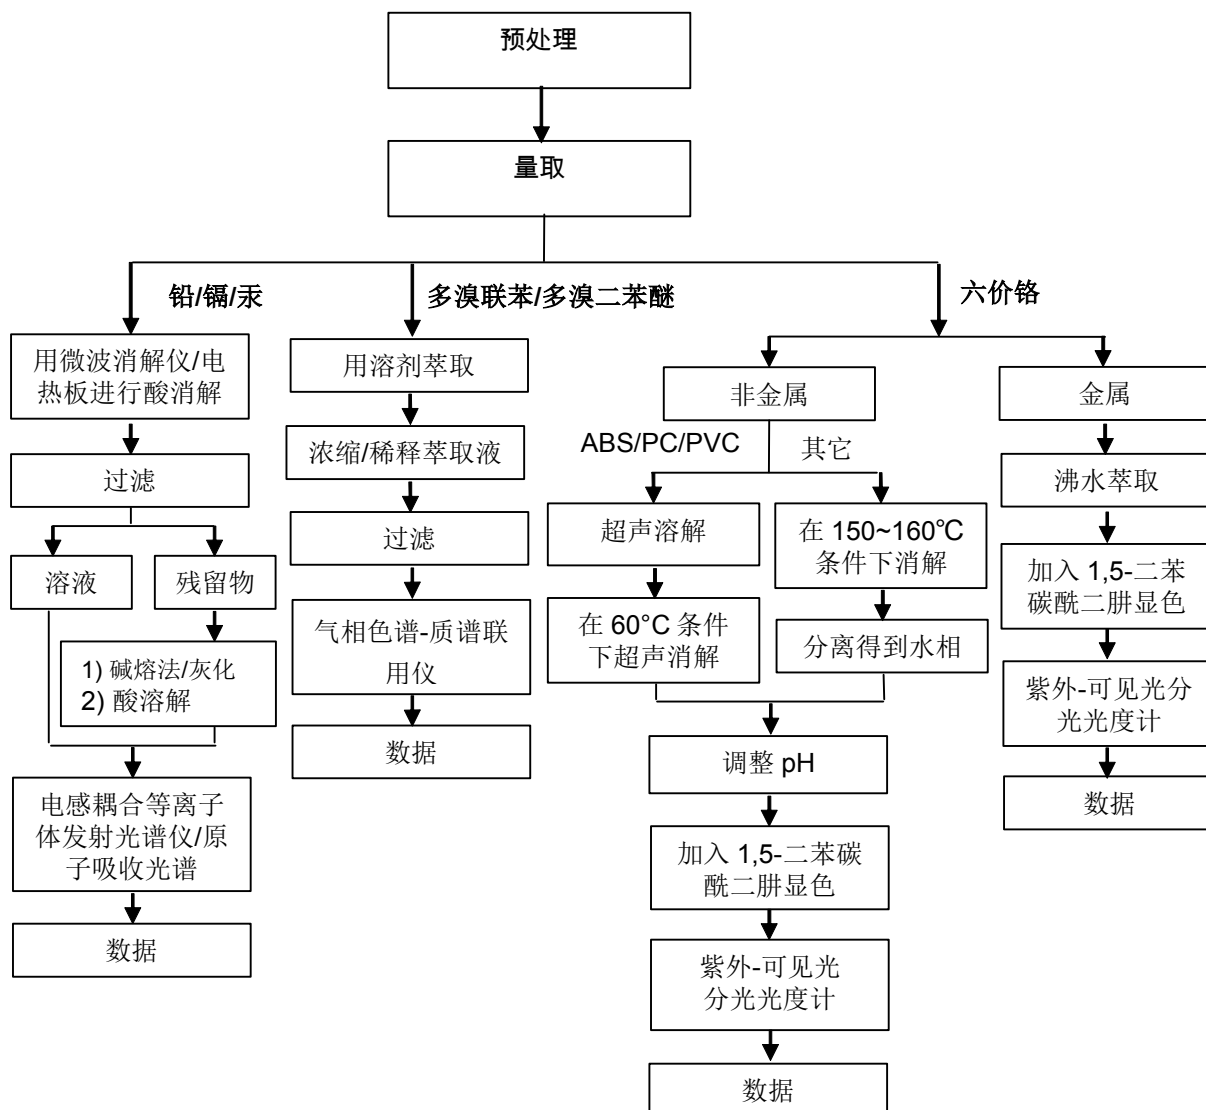 预处理
量取
铅/镉/汞
用微波消解仪/电
热板进行酸消解
过滤
溶液
残留物
1) 碱熔法/灰化
2) 酸溶解
电感耦合等离子
体发射光谱仪/原
子吸收光谱
数据
多溴联苯/多溴二苯醚
用溶剂萃取
浓缩/稀释萃取液
过滤
气相色谱-质谱联
用仪
数据
六价铬
非金属
ABS/PC/PVC
其它
超声溶解
在 60°C 条件
下超声消解
在 150~160℃
条件下消解
分离得到水相
调整 pH
加入 1,5-二苯碳
酰二肼显色
紫外-可见光
分光光度计
数据
金属
沸水萃取
加入 1,5-二苯
碳酰二肼显色
紫外-可见光分
光光度计
数据